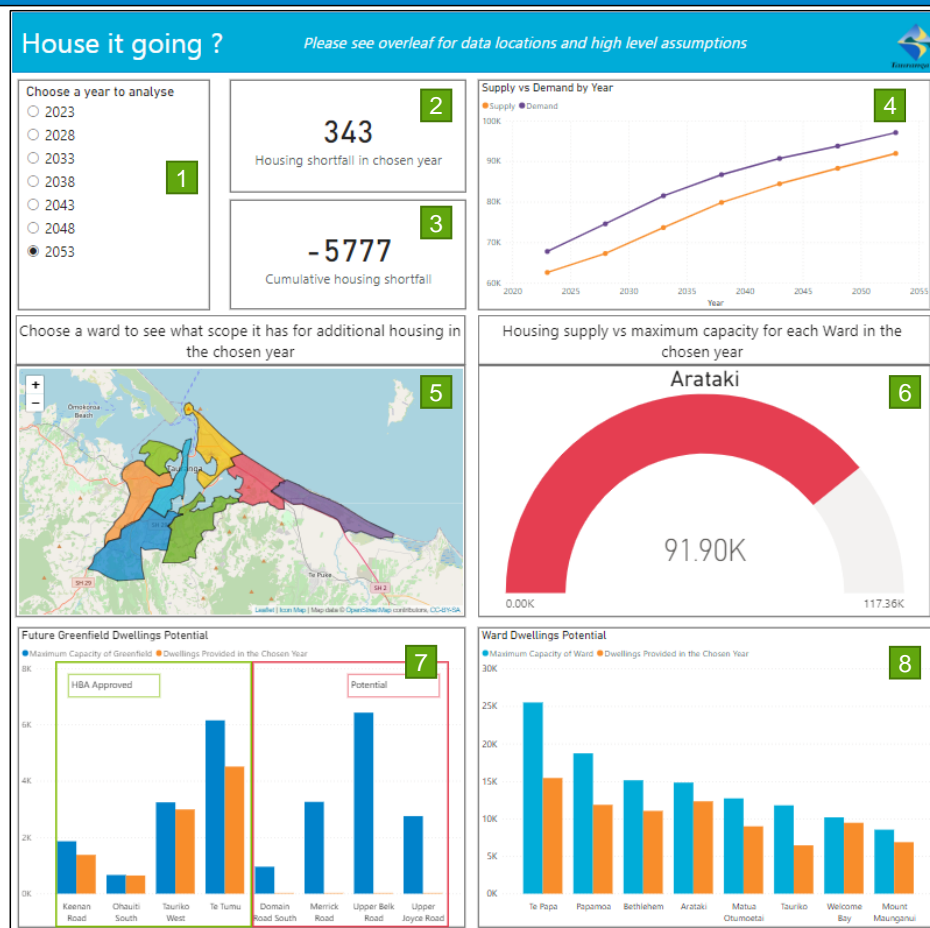 House it going ?
Please see overleaf for data locations and high level assumptions
Choose a year to analyse
2023
2028
2033
2038
2043
2048
2053
1
343
Housing shortfall in chosen year
2
-5777
Cumulative housing shortfall
3
Supply vs Demand by Year
Supply Demand
4
100K
90K
80K
70K
60K
2020 2025 2030 2035 2040 2045 2050 2055
Year
Choose a ward to see what scope it has for additional housing in
the chosen year
+
−
Omokoroa
Beach
SH 29
Te Puke
SH 2
Leaflet | Icon Map | Map data © OpenStreetMap contributors, CC-BY-SA
5
Housing supply vs maximum capacity for each Ward in the
chosen year
Arataki
6
91.90K
0.00K 117.36K
Future Greenfield Dwellings Potential
Maximum Capacity of Greenfield Dwellings Provided in the Chosen Year
7
HBA Approved
Potential
8K
6K
4K
2K
0K
Keenan Road
Ohauiti South
Tauriko West
Te Tumu
Domain Road South
Merrick Road
Upper Belk Road
Upper Joyce Road
Ward Dwellings Potential
Maximum Capacity of Ward Dwellings Provided in the Chosen Year
8
30K
25K
20K
15K
10K
5K
0K
Te Papa
Papamoa
Bethlehem
Arataki
Matua Otumoetai
Tauriko
Welcome Bay
Mount Maunganui